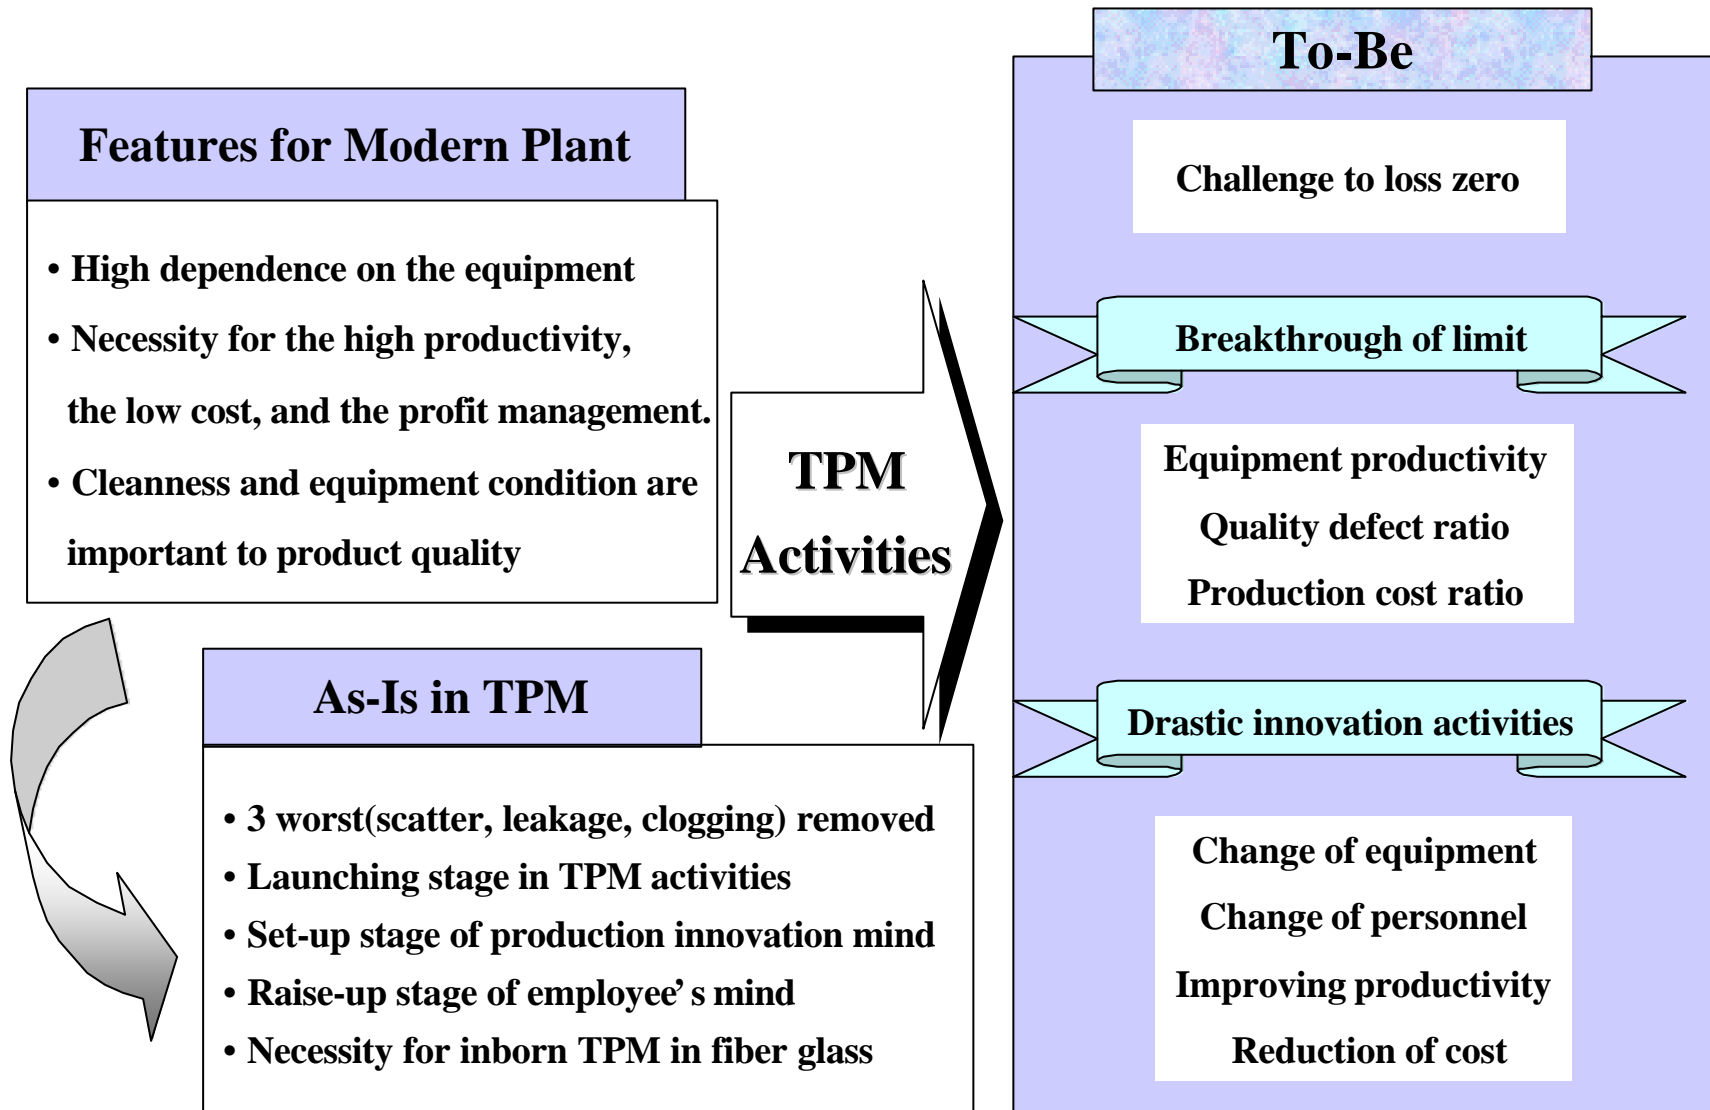 Features for Modern Plant
• High dependence on the equipment
• Necessity for the high productivity,
the low cost, and the profit management.
• Cleanness and equipment condition are
important to product quality
As-Is in TPM
• 3 worst(scatter, leakage, clogging) removed
• Launching stage in TPM activities
• Set-up stage of production innovation mind
• Raise-up stage of employee’s mind
• Necessity for inborn TPM in fiber glass
TPM
Activities
To-Be
Challenge to loss zero
Breakthrough of limit
Equipment productivity
Quality defect ratio
Production cost ratio
Drastic innovation activities
Change of equipment
Change of personnel
Improving productivity
Reduction of cost